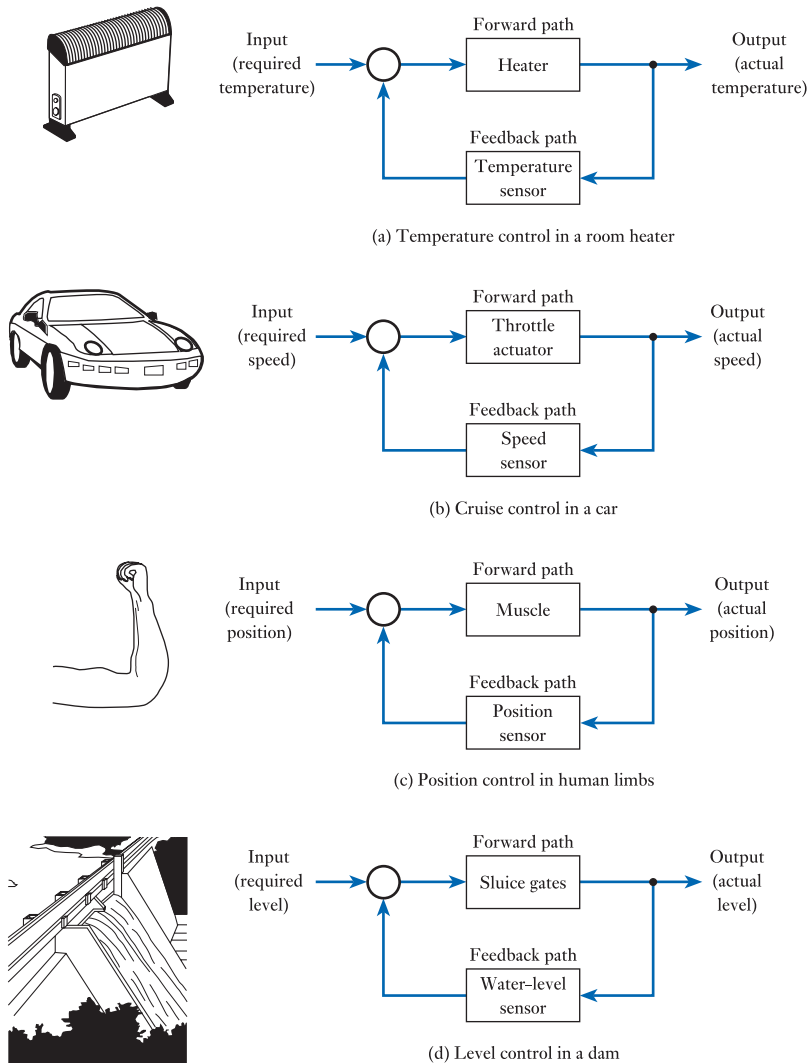 Forward path
Input
(required
temperature)
Heater
Output
(actual
temperature)
Feedback path
Temperature
sensor
(a) Temperature control in a room heater
Forward path
Input
(required
speed)
Throttle
actuator
Output
(actual
speed)
Feedback path
Speed
sensor
(b) Cruise control in a car
Forward path
Input
(required
position)
Muscle
Output
(actual
position)
Feedback path
Position
sensor
(c) Position control in human limbs
Forward path
Input
(required
level)
Sluice gates
Output
(actual
level)
Feedback path
Water–level
sensor
(d) Level control in a dam